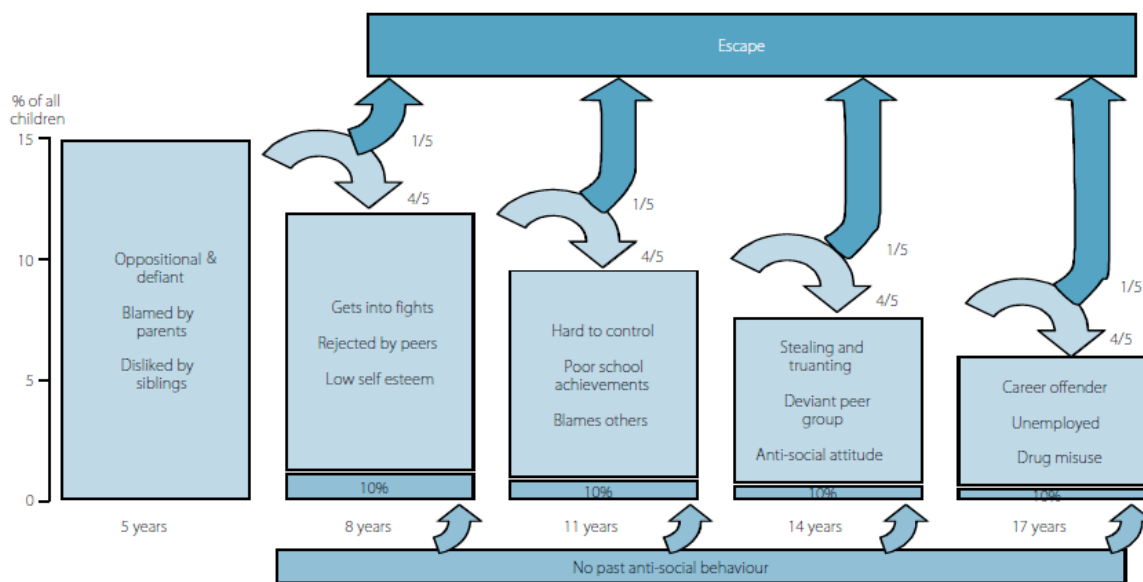 Escape
% of all
children
15
10
5
0
1/5
4/5
1/5
4/5
1/5
4/5
1/5
4/5
Oppositional &
defiant
Blamed by
parents
Disliked by
siblings
Gets into fights
Rejected by peers
Low self esteem
10%
Hard to control
Poor school
achievements
Blames others
10%
Stealing and
truanting
Deviant peer
group
Anti-social attitude
10%
Career offender
Unemployed
Drug misuse
10%
5 years
8 years
11 years
14 years
17 years
No past anti-social behaviour